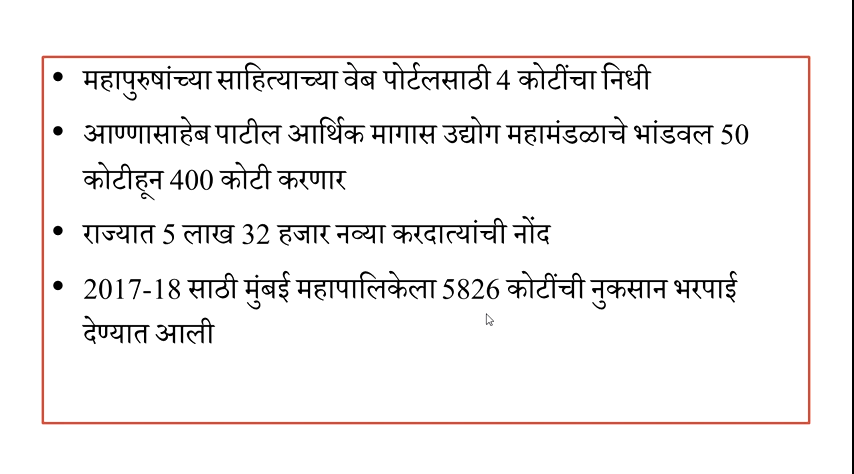 • महापुरुषांच्या साहित्याच्या वेब पोर्टलसाठी 4 कोटींचा निधी
• आण्णासाहेब पाटील आर्थिक मागास उद्योग महामंडळाचे भांडवल 50
कोटीहून 400 कोटी करणार
• राज्यात 5 लाख 32 हजार नव्या करदात्यांची नोंद
• 2017-18 साठी मुंबई महापालिकेला 5826 कोटींची नुकसान भरपाई
देण्यात आली